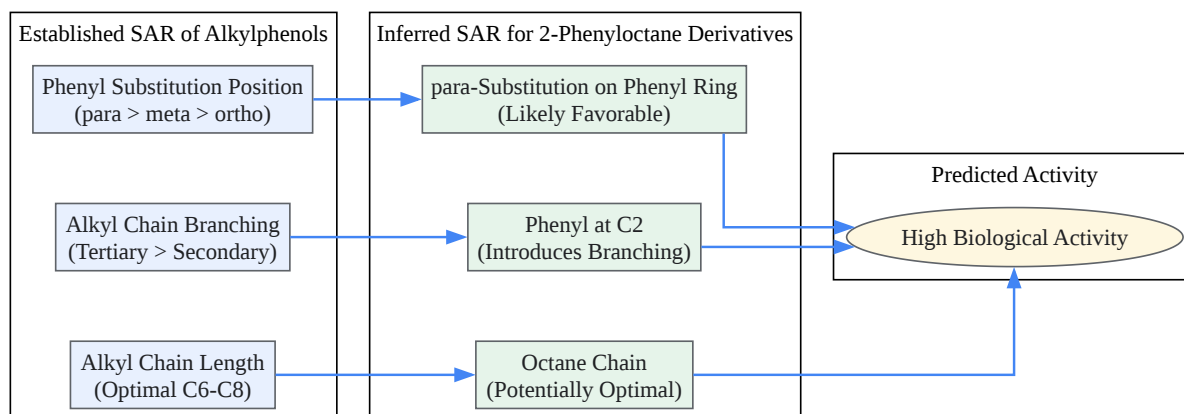 Established SAR of Alkylphenols
Phenyl Substitution Position
(para > meta > ortho)
Alkyl Chain Branching
(Tertiary > Secondary)
Alkyl Chain Length
(Optimal C6-C8)
Inferred SAR for 2-Phenyloctane Derivatives
para-Substitution on Phenyl Ring
(Likely Favorable)
Phenyl at C2
(Introduces Branching)
Octane Chain
(Potentially Optimal)
Predicted Activity
High Biological Activity